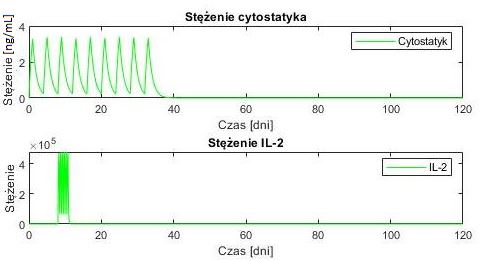 Stężenie cytostatyka
Stężenie [ng/mL]
4
2
0
Cytostatyk
0 20 40 60 80 100 120
Czas [dni]
Stężenie IL-2
×10^5
Stężenie
4
2
0
IL-2
0 20 40 60 80 100 120
Czas [dni]